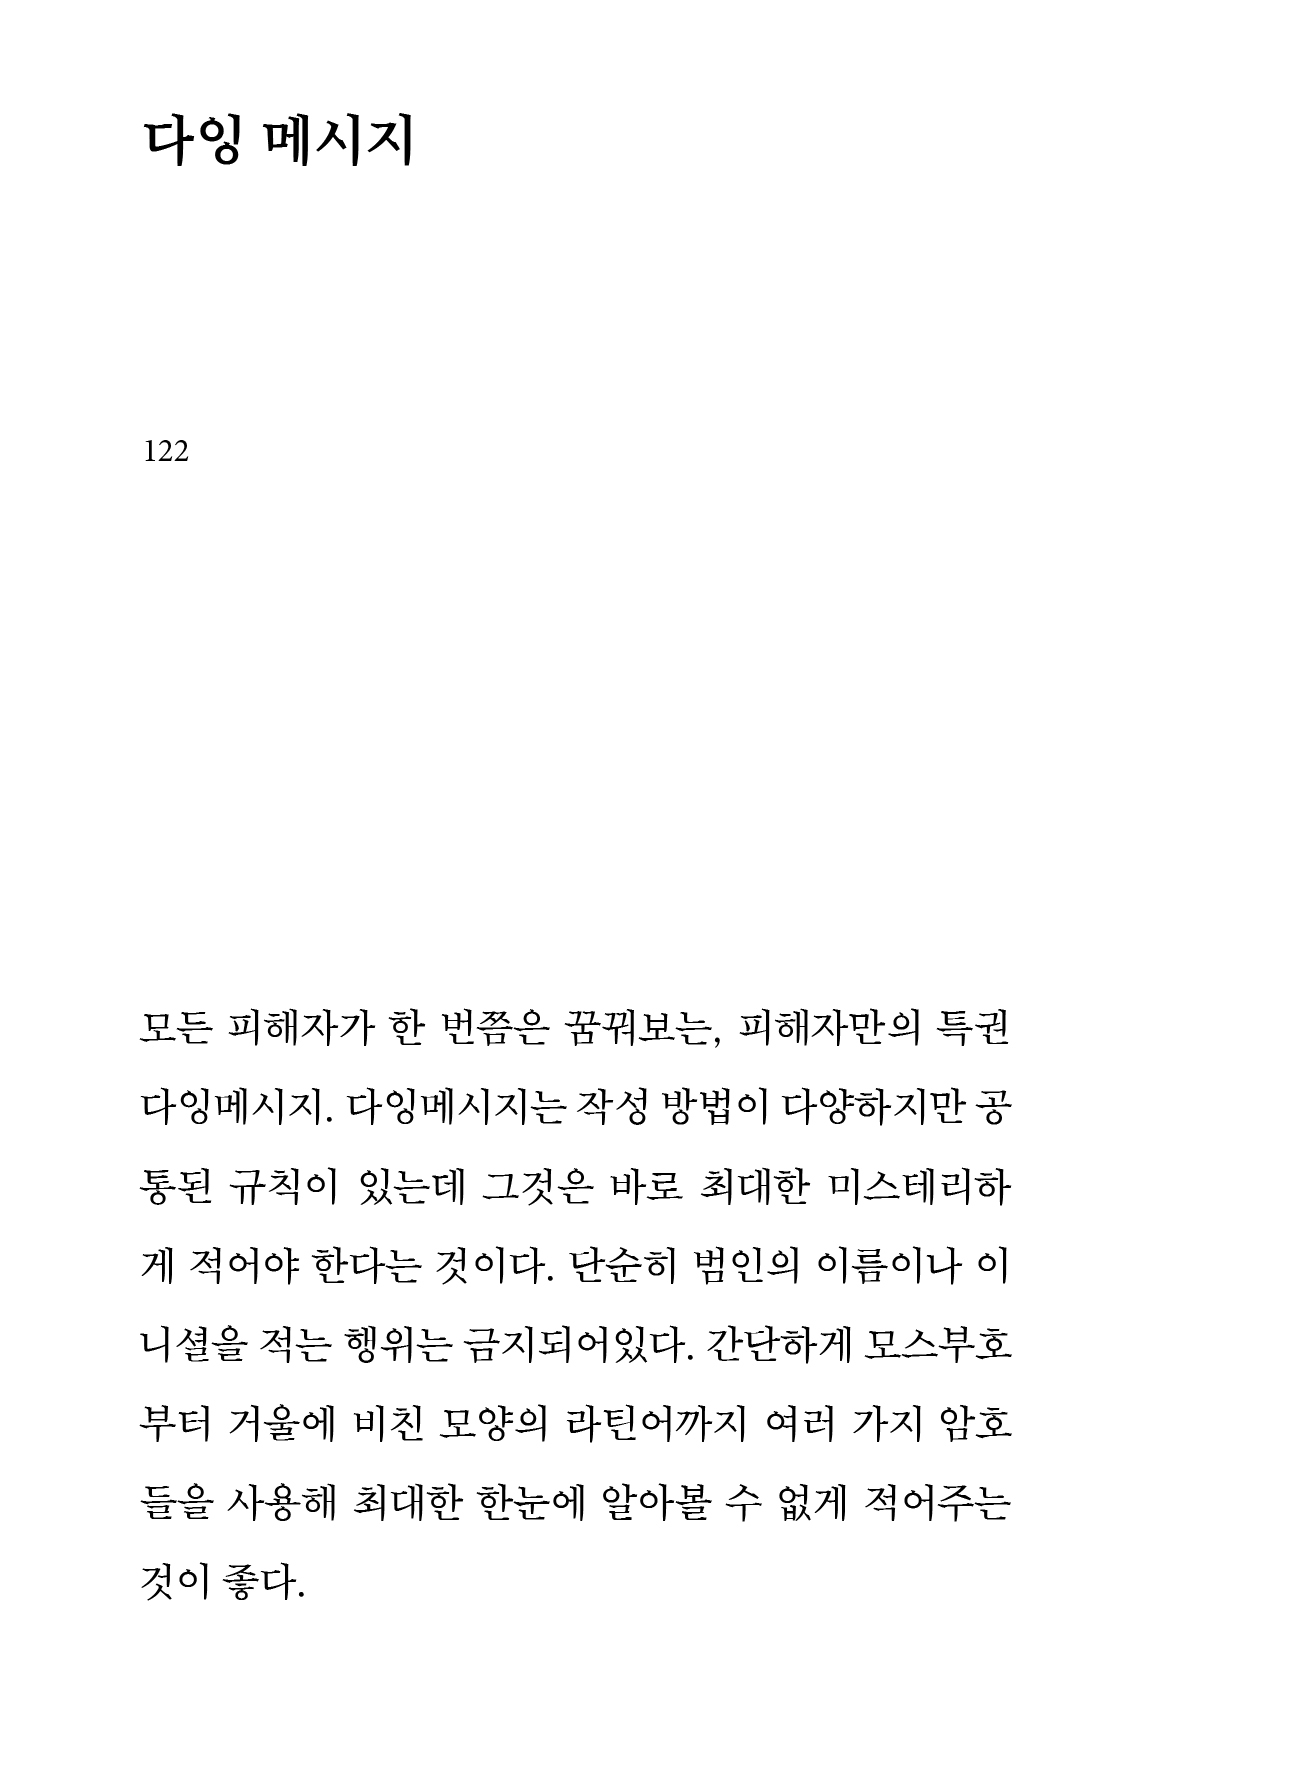 다잉 메시지
122
모든 피해자가 한 번쯤은 꿈꿔보는, 피해자만의 특권
다잉메시지. 다잉메시지는 작성 방법이 다양하지만 공
통된 규칙이 있는데 그것은 바로 최대한 미스테리하
게 적어야 한다는 것이다. 단순히 범인의 이름이나 이
니셜을 적는 행위는 금지되어있다. 간단하게 모스부호
부터 거울에 비친 모양의 라틴어까지 여러 가지 암호
들을 사용해 최대한 한눈에 알아볼 수 없게 적어주는
것이 좋다.